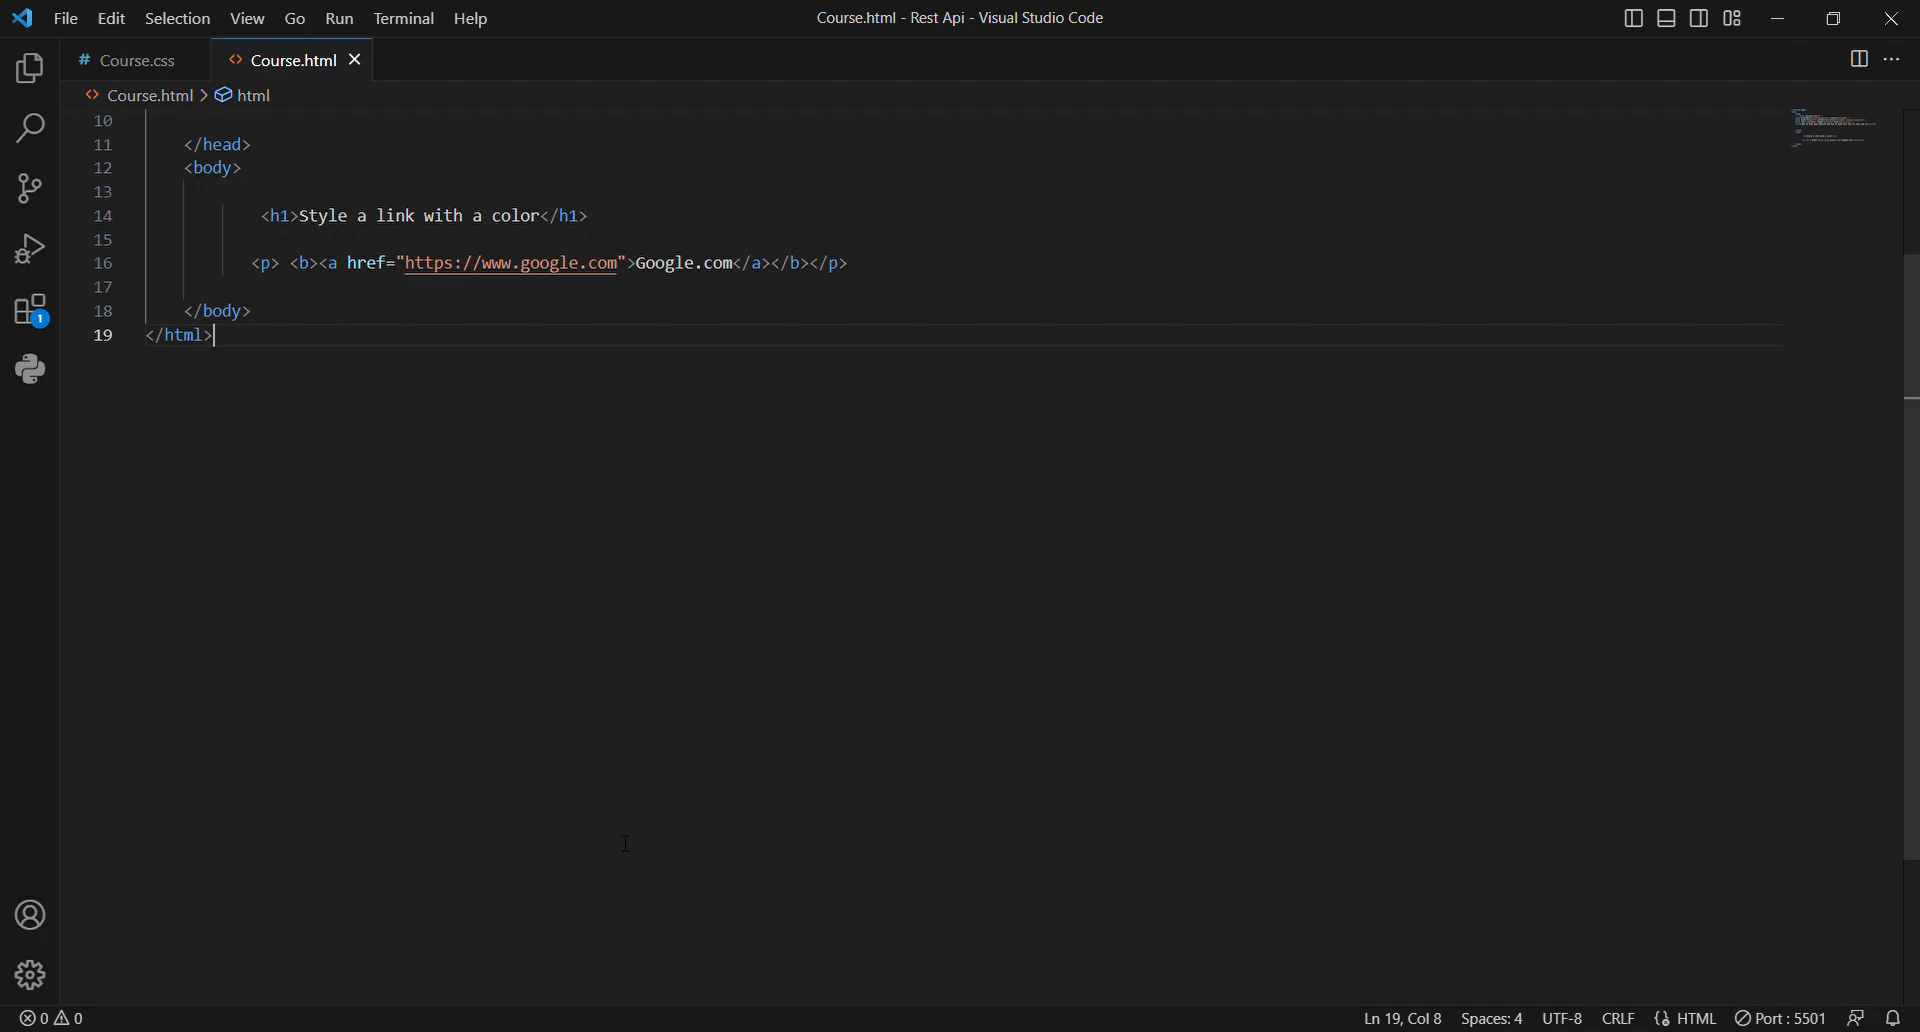 File Edit Selection View Go Run Terminal Help
Course.html - Rest Api - Visual Studio Code
# Course.css
<> Course.html ×
<> Course.html > html
10
11 </head>
12 <body>
13
14 <h1>Style a link with a color</h1>
15
16 <p> <b><a href="https://www.google.com">Google.com</a></b></p>
17
18 </body>
19 </html>
1
0 0
Ln 19, Col 8 Spaces: 4 UTF-8 CRLF {} HTML Port : 5501